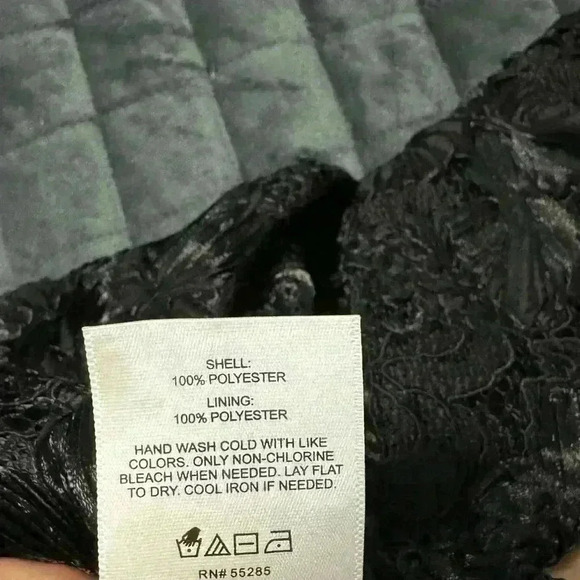 SHELL:
100% POLYESTER
LINING:
100% POLYESTER
HAND WASH COLD WITH LIKE
COLORS. ONLY NON-CHLORINE
BLEACH WHEN NEEDED. LAY FLAT
TO DRY. COOL IRON IF NEEDED.
RN# 55285